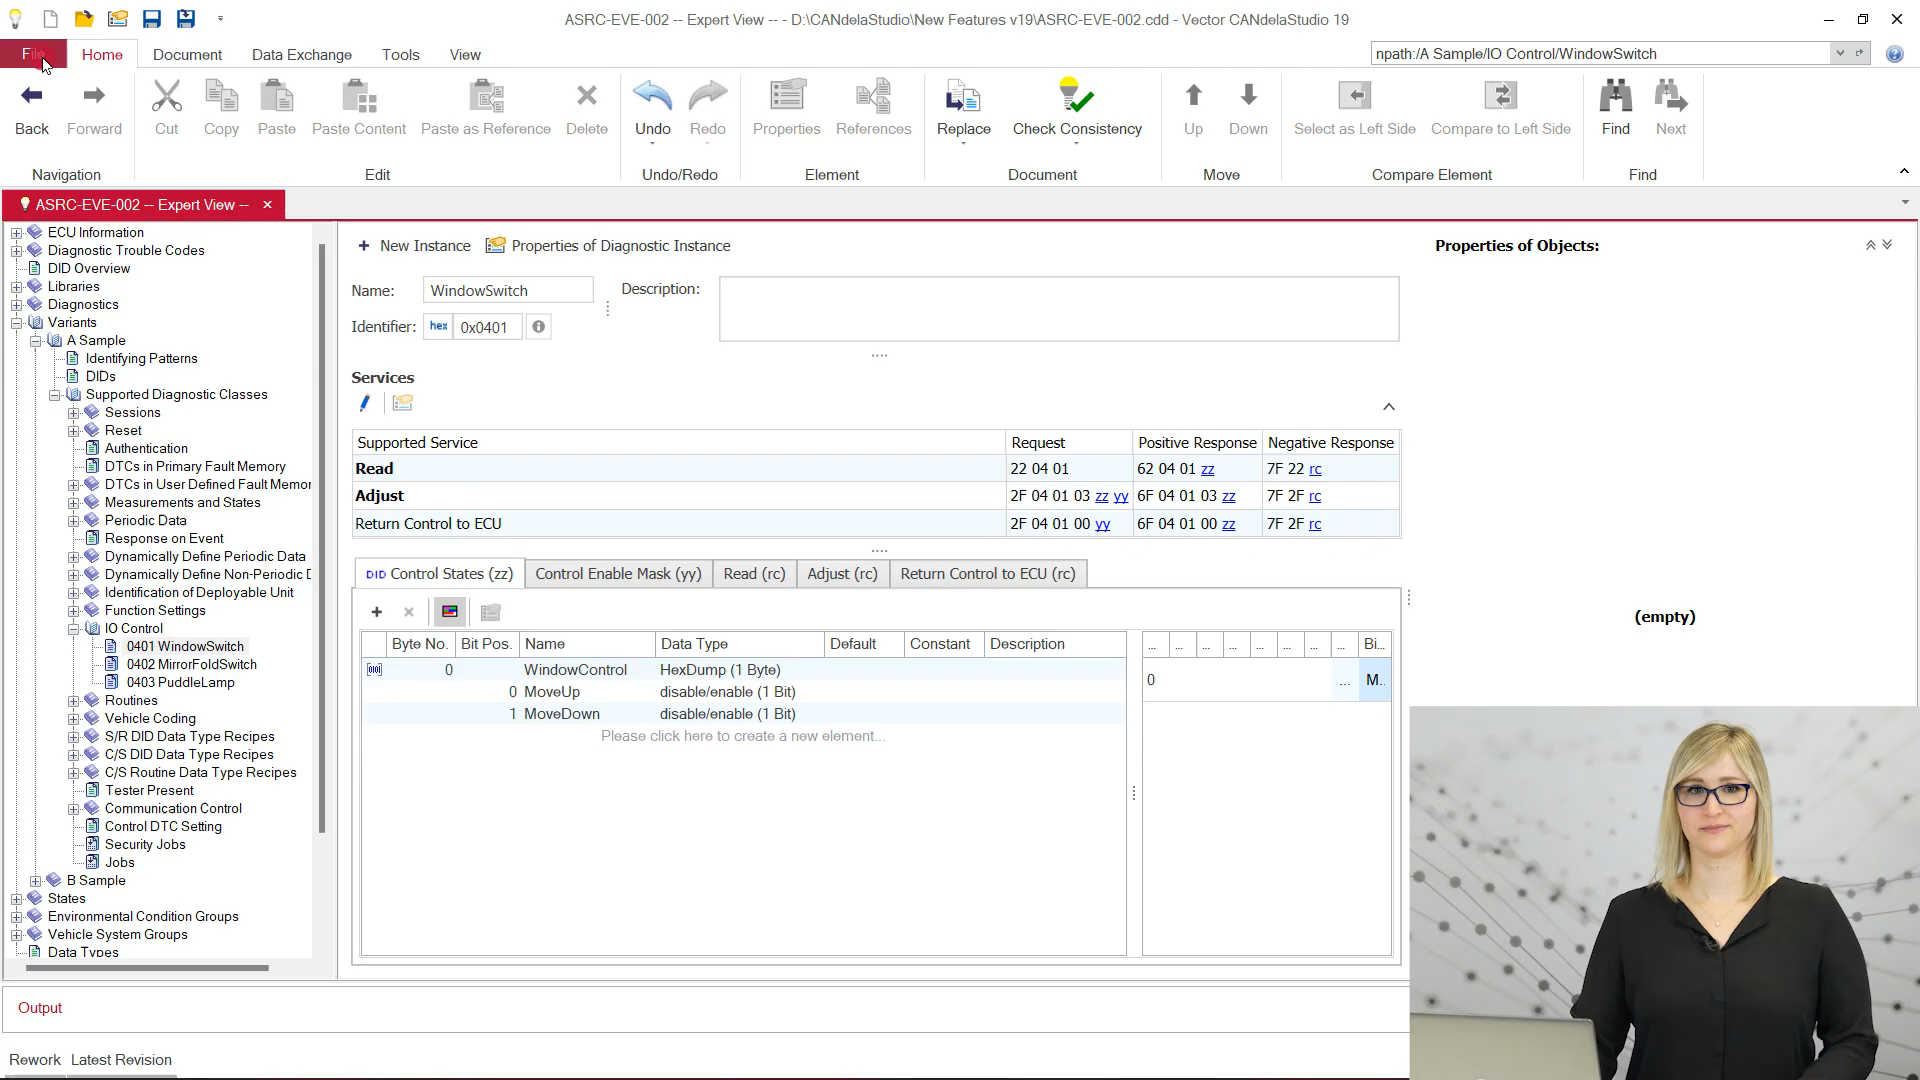 ASRC-EVE-002 -- Expert View -- - D:\CANdelaStudio\New Features v19\ASRC-EVE-002.cdd - Vector CANdelaStudio 19
File Home Document Data Exchange Tools View
npath:/A Sample/IO Control/WindowSwitch
Back Forward Cut Copy Paste Paste Content Paste as Reference Delete Undo Redo Properties References Replace Check Consistency Up Down Select as Left Side Compare to Left Side Find Next
Navigation Edit Undo/Redo Element Document Move Compare Element Find
ASRC-EVE-002 -- Expert View --
ECU Information
Diagnostic Trouble Codes
DID Overview
Libraries
Diagnostics
Variants
A Sample
Identifying Patterns
DIDs
Supported Diagnostic Classes
Sessions
Reset
Authentication
DTCs in Primary Fault Memory
DTCs in User Defined Fault Memor
Measurements and States
Periodic Data
Response on Event
Dynamically Define Periodic Data
Dynamically Define Non-Periodic D
Identification of Deployable Unit
Function Settings
IO Control
0401 WindowSwitch
0402 MirrorFoldSwitch
0403 PuddleLamp
Routines
Vehicle Coding
S/R DID Data Type Recipes
C/S DID Data Type Recipes
C/S Routine Data Type Recipes
Tester Present
Communication Control
Control DTC Setting
Security Jobs
Jobs
B Sample
States
Environmental Condition Groups
Vehicle System Groups
Data Types
New Instance Properties of Diagnostic Instance
Name: WindowSwitch Description:
Identifier: hex 0x0401
Services
Supported Service Request Positive Response Negative Response
Read 22 04 01 62 04 01 zz 7F 22 rc
Adjust 2F 04 01 03 zz yy 6F 04 01 03 zz 7F 2F rc
Return Control to ECU 2F 04 01 00 yy 6F 04 01 00 zz 7F 2F rc
DID Control States (zz) Control Enable Mask (yy) Read (rc) Adjust (rc) Return Control to ECU (rc)
Byte No. Bit Pos. Name Data Type Default Constant Description ... ... ... ... ... ... ... ... Bi...
0 WindowControl HexDump (1 Byte) 0 ... M..
0 MoveUp disable/enable (1 Bit)
1 MoveDown disable/enable (1 Bit)
Please click here to create a new element...
Properties of Objects:
(empty)
Output
Rework Latest Revision